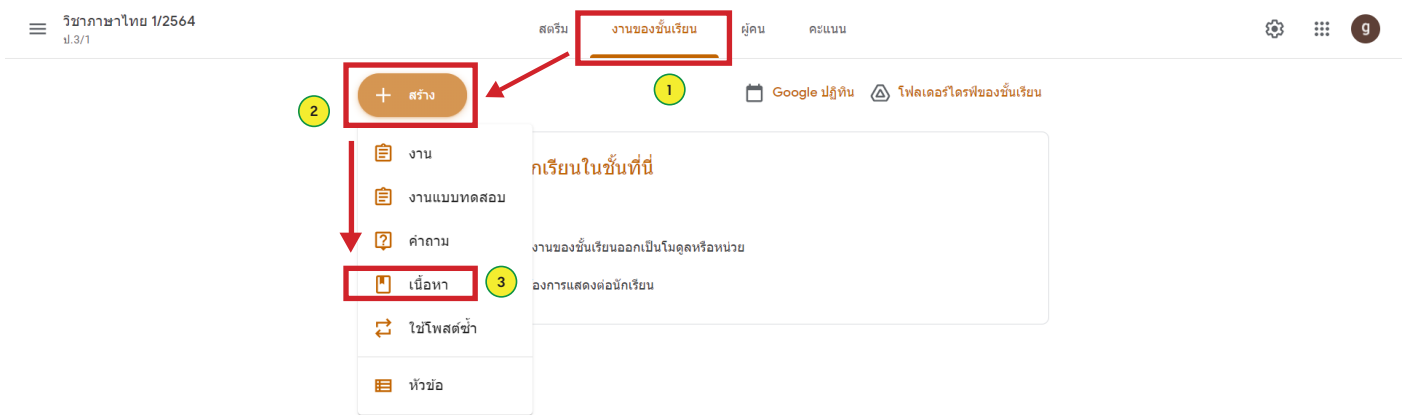 วิชาภาษาไทย 1/2564
ป.3/1
สตรีม งานของชั้นเรียน ผู้คน คะแนน
g
1
2
+ สร้าง
Google ปฏิทิน โฟลเดอร์ไดรฟ์ของชั้นเรียน
งาน
กเรียนในชั้นที่นี่
งานแบบทดสอบ
คำถาม
งานของชั้นเรียนออกเป็นโมดูลหรือหน่วย
เนื้อหา
3
องการแสดงต่อนักเรียน
ใช้โพสต์ซ้ำ
หัวข้อ